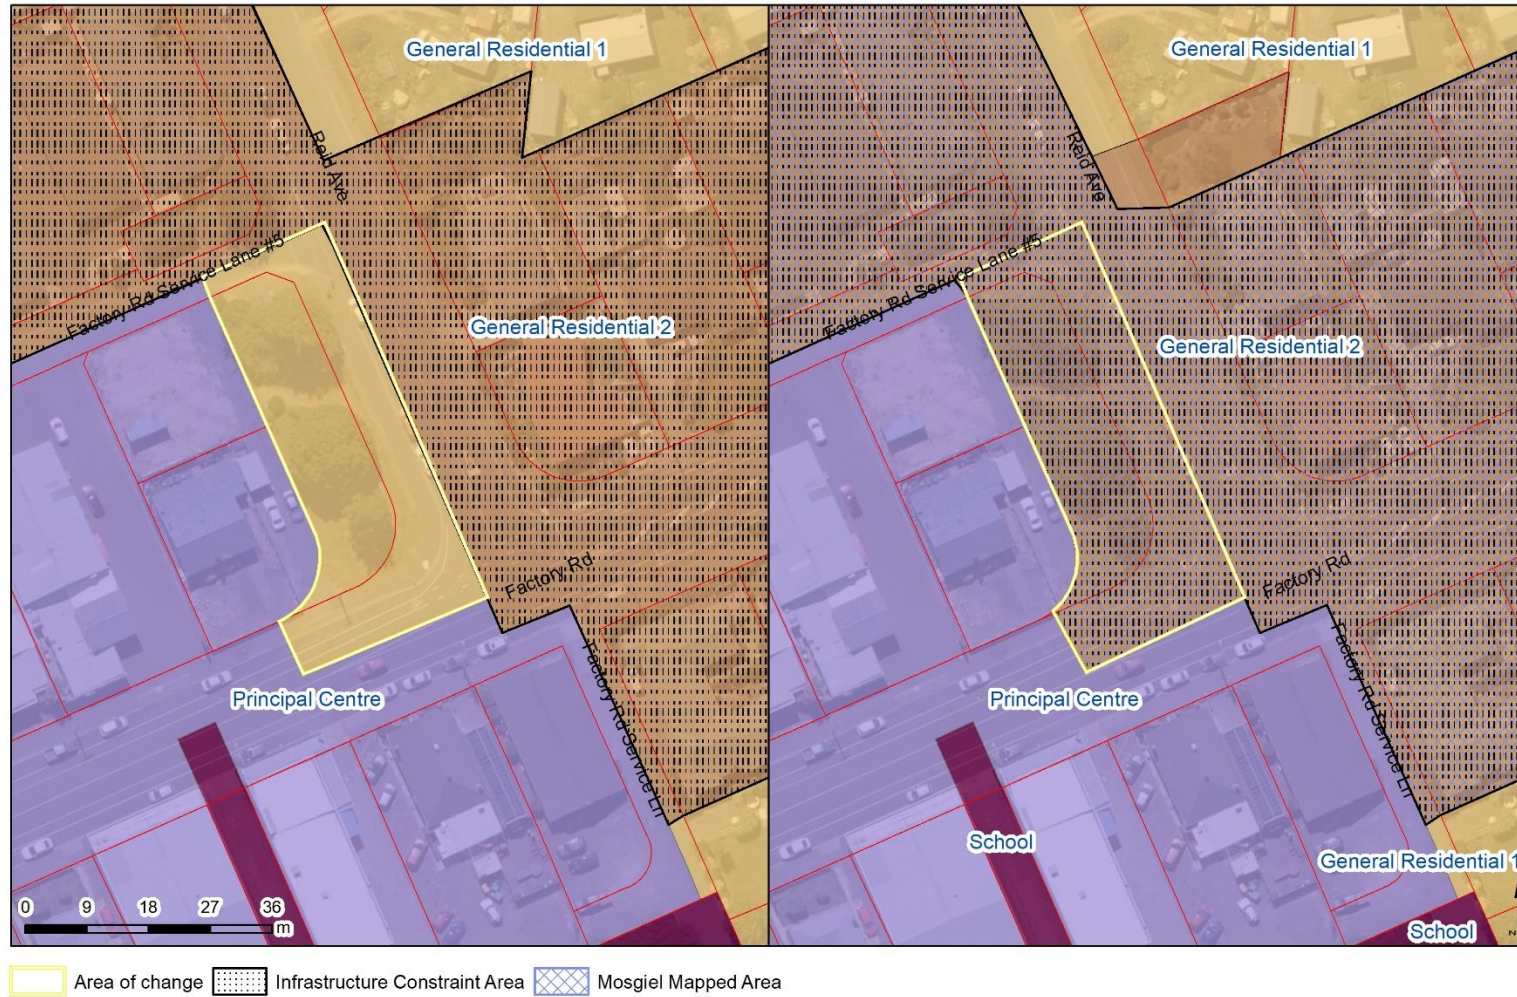 General Residential 1
General Residential 1
Reid Ave
Reid Ave
Factory Rd Service Lane #5
Factory Rd Service Lane #5
General Residential 2
General Residential 2
Factory Rd
Factory Rd
Factory Rd Service Ln
Factory Rd Service Ln
Principal Centre
Principal Centre
School
General Residential 1
0 9 18 27 36
m
School
Z
Area of change
Infrastructure Constraint Area
Mosgiel Mapped Area